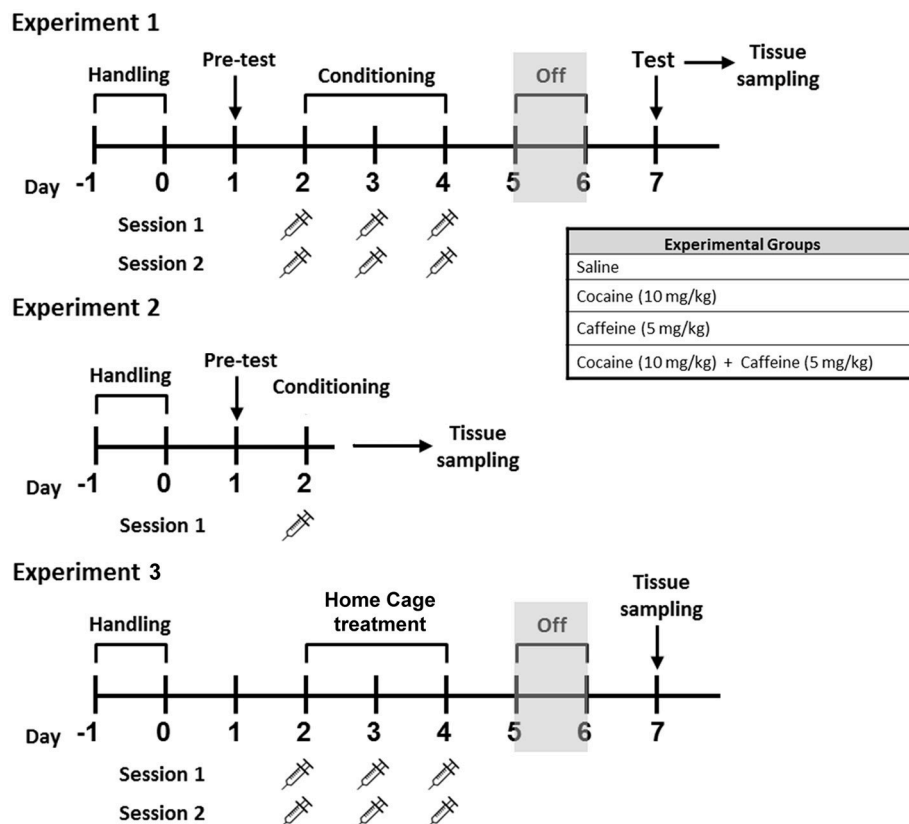 Experiment 1
Handling
Pre-test
Conditioning
Off
Test
Tissue
sampling
Day -1 0 1 2 3 4 5 6 7
Session 1
Session 2
Experimental Groups
Saline
Cocaine (10 mg/kg)
Caffeine (5 mg/kg)
Cocaine (10 mg/kg) + Caffeine (5 mg/kg)
Experiment 2
Handling
Pre-test
Conditioning
Tissue
sampling
Day -1 0 1 2
Session 1
Experiment 3
Handling
Home Cage
treatment
Off
Tissue
sampling
Day -1 0 1 2 3 4 5 6 7
Session 1
Session 2